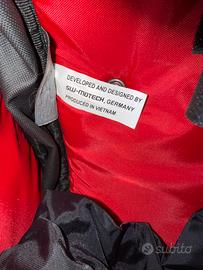 DEVELOPED AND DESIGNED BY
SW-MOTECH, GERMANY
PRODUCED IN VIETNAM
subito